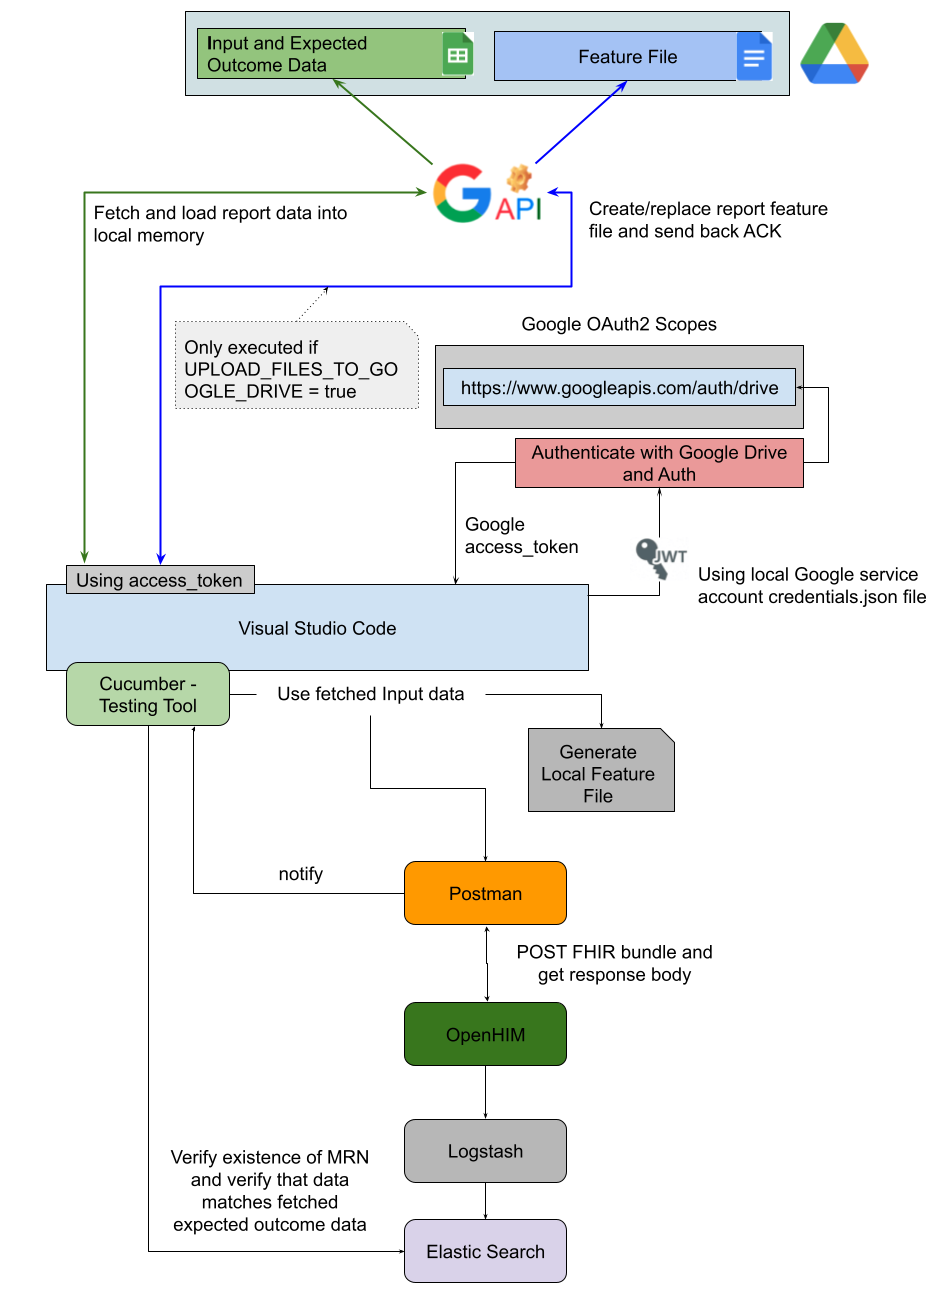 Input and Expected
Outcome Data
Feature File
API
Fetch and load report data into
local memory
Create/replace report feature
file and send back ACK
Only executed if
UPLOAD_FILES_TO_GO
OGLE_DRIVE = true
Google OAuth2 Scopes
https://www.googleapis.com/auth/drive
Authenticate with Google Drive
and Auth
Google
access_token
JWT
Using local Google service
account credentials.json file
Using access_token
Visual Studio Code
Cucumber -
Testing Tool
Use fetched Input data
Generate
Local Feature
File
notify
Postman
POST FHIR bundle and
get response body
OpenHIM
Logstash
Verify existence of MRN
and verify that data
matches fetched
expected outcome data
Elastic Search